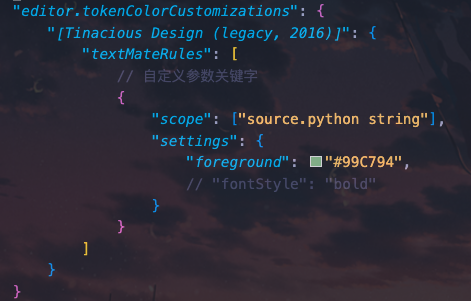 "editor.tokenColorCustomizations": {
"[Tinacious Design (legacy, 2016)]": {
"textMateRules": [
// 自定义参数关键字
{
"scope": ["source.python string"],
"settings": {
"foreground": "#99C794",
// "fontStyle": "bold"
}
}
]
}
}